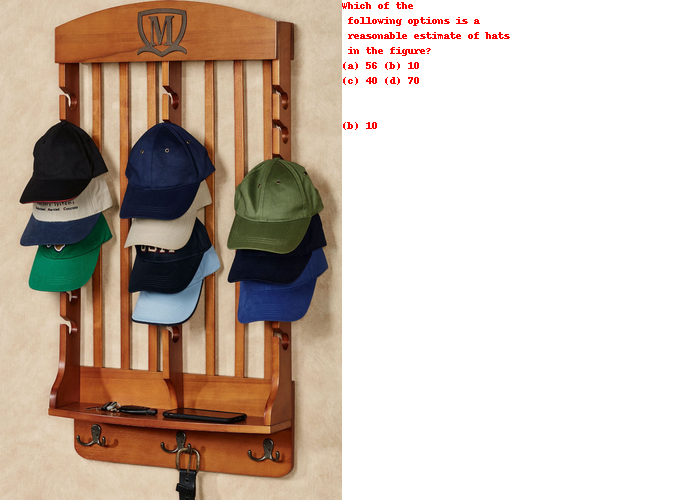 M
Which of the
following options is a
reasonable estimate of hats
in the figure?
(a) 56 (b) 10
(c) 40 (d) 70
(b) 10